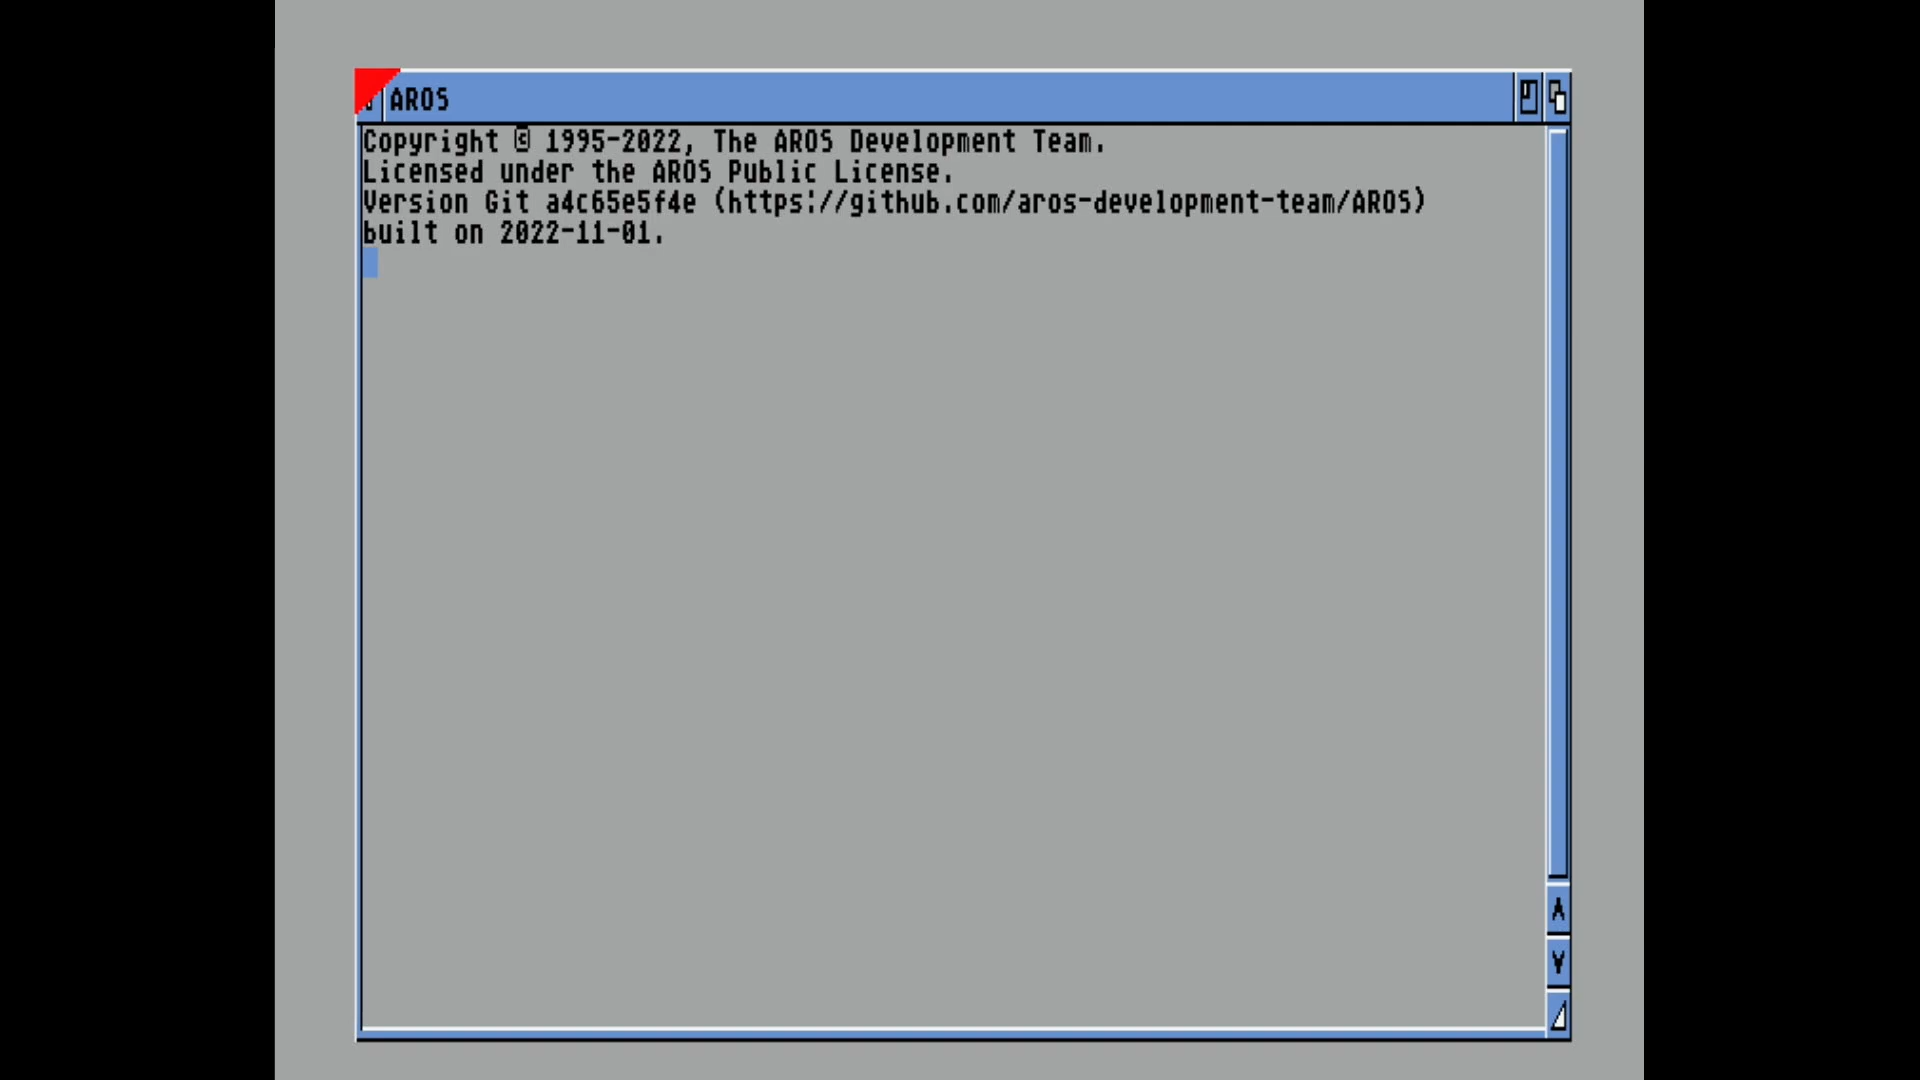 AROS
Copyright © 1995-2022, The AROS Development Team.
Licensed under the AROS Public License.
Version Git a4c65e5f4e (https://github.com/aros-development-team/AROS)
built on 2022-11-01.